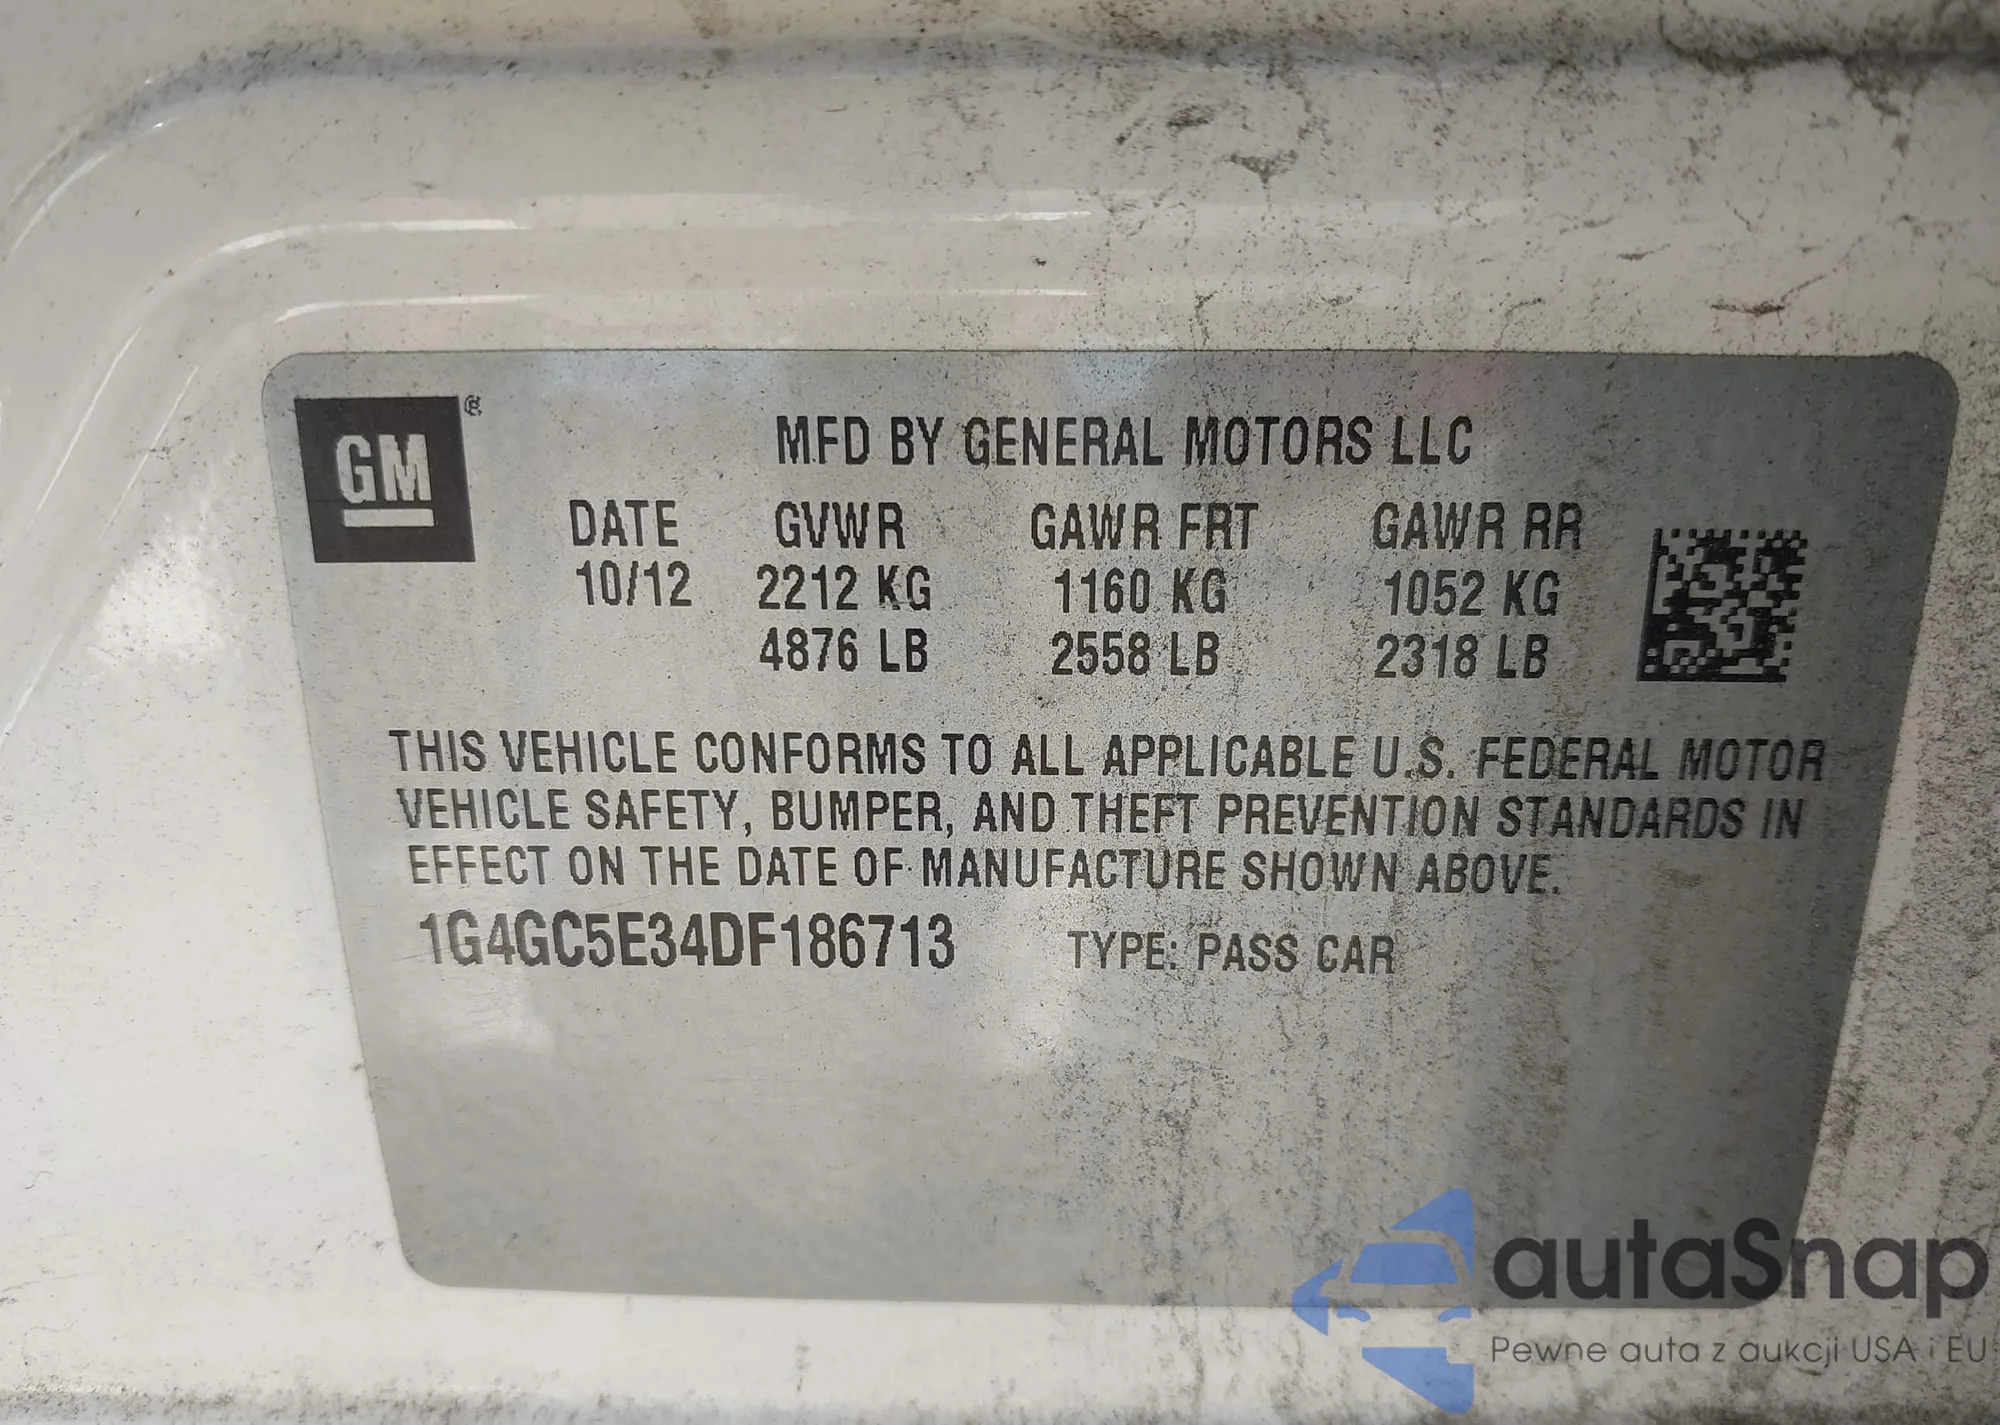 GM ®
MFD BY GENERAL MOTORS LLC
DATE GVWR GAWR FRT GAWR RR
10/12 2212 KG 1160 KG 1052 KG
4876 LB 2558 LB 2318 LB
THIS VEHICLE CONFORMS TO ALL APPLICABLE U.S. FEDERAL MOTOR
VEHICLE SAFETY, BUMPER, AND THEFT PREVENTION STANDARDS IN
EFFECT ON THE DATE OF MANUFACTURE SHOWN ABOVE.
1G4GC5E34DF186713 TYPE: PASS CAR
autaSnap
Pewne auta z aukcji USA i EU